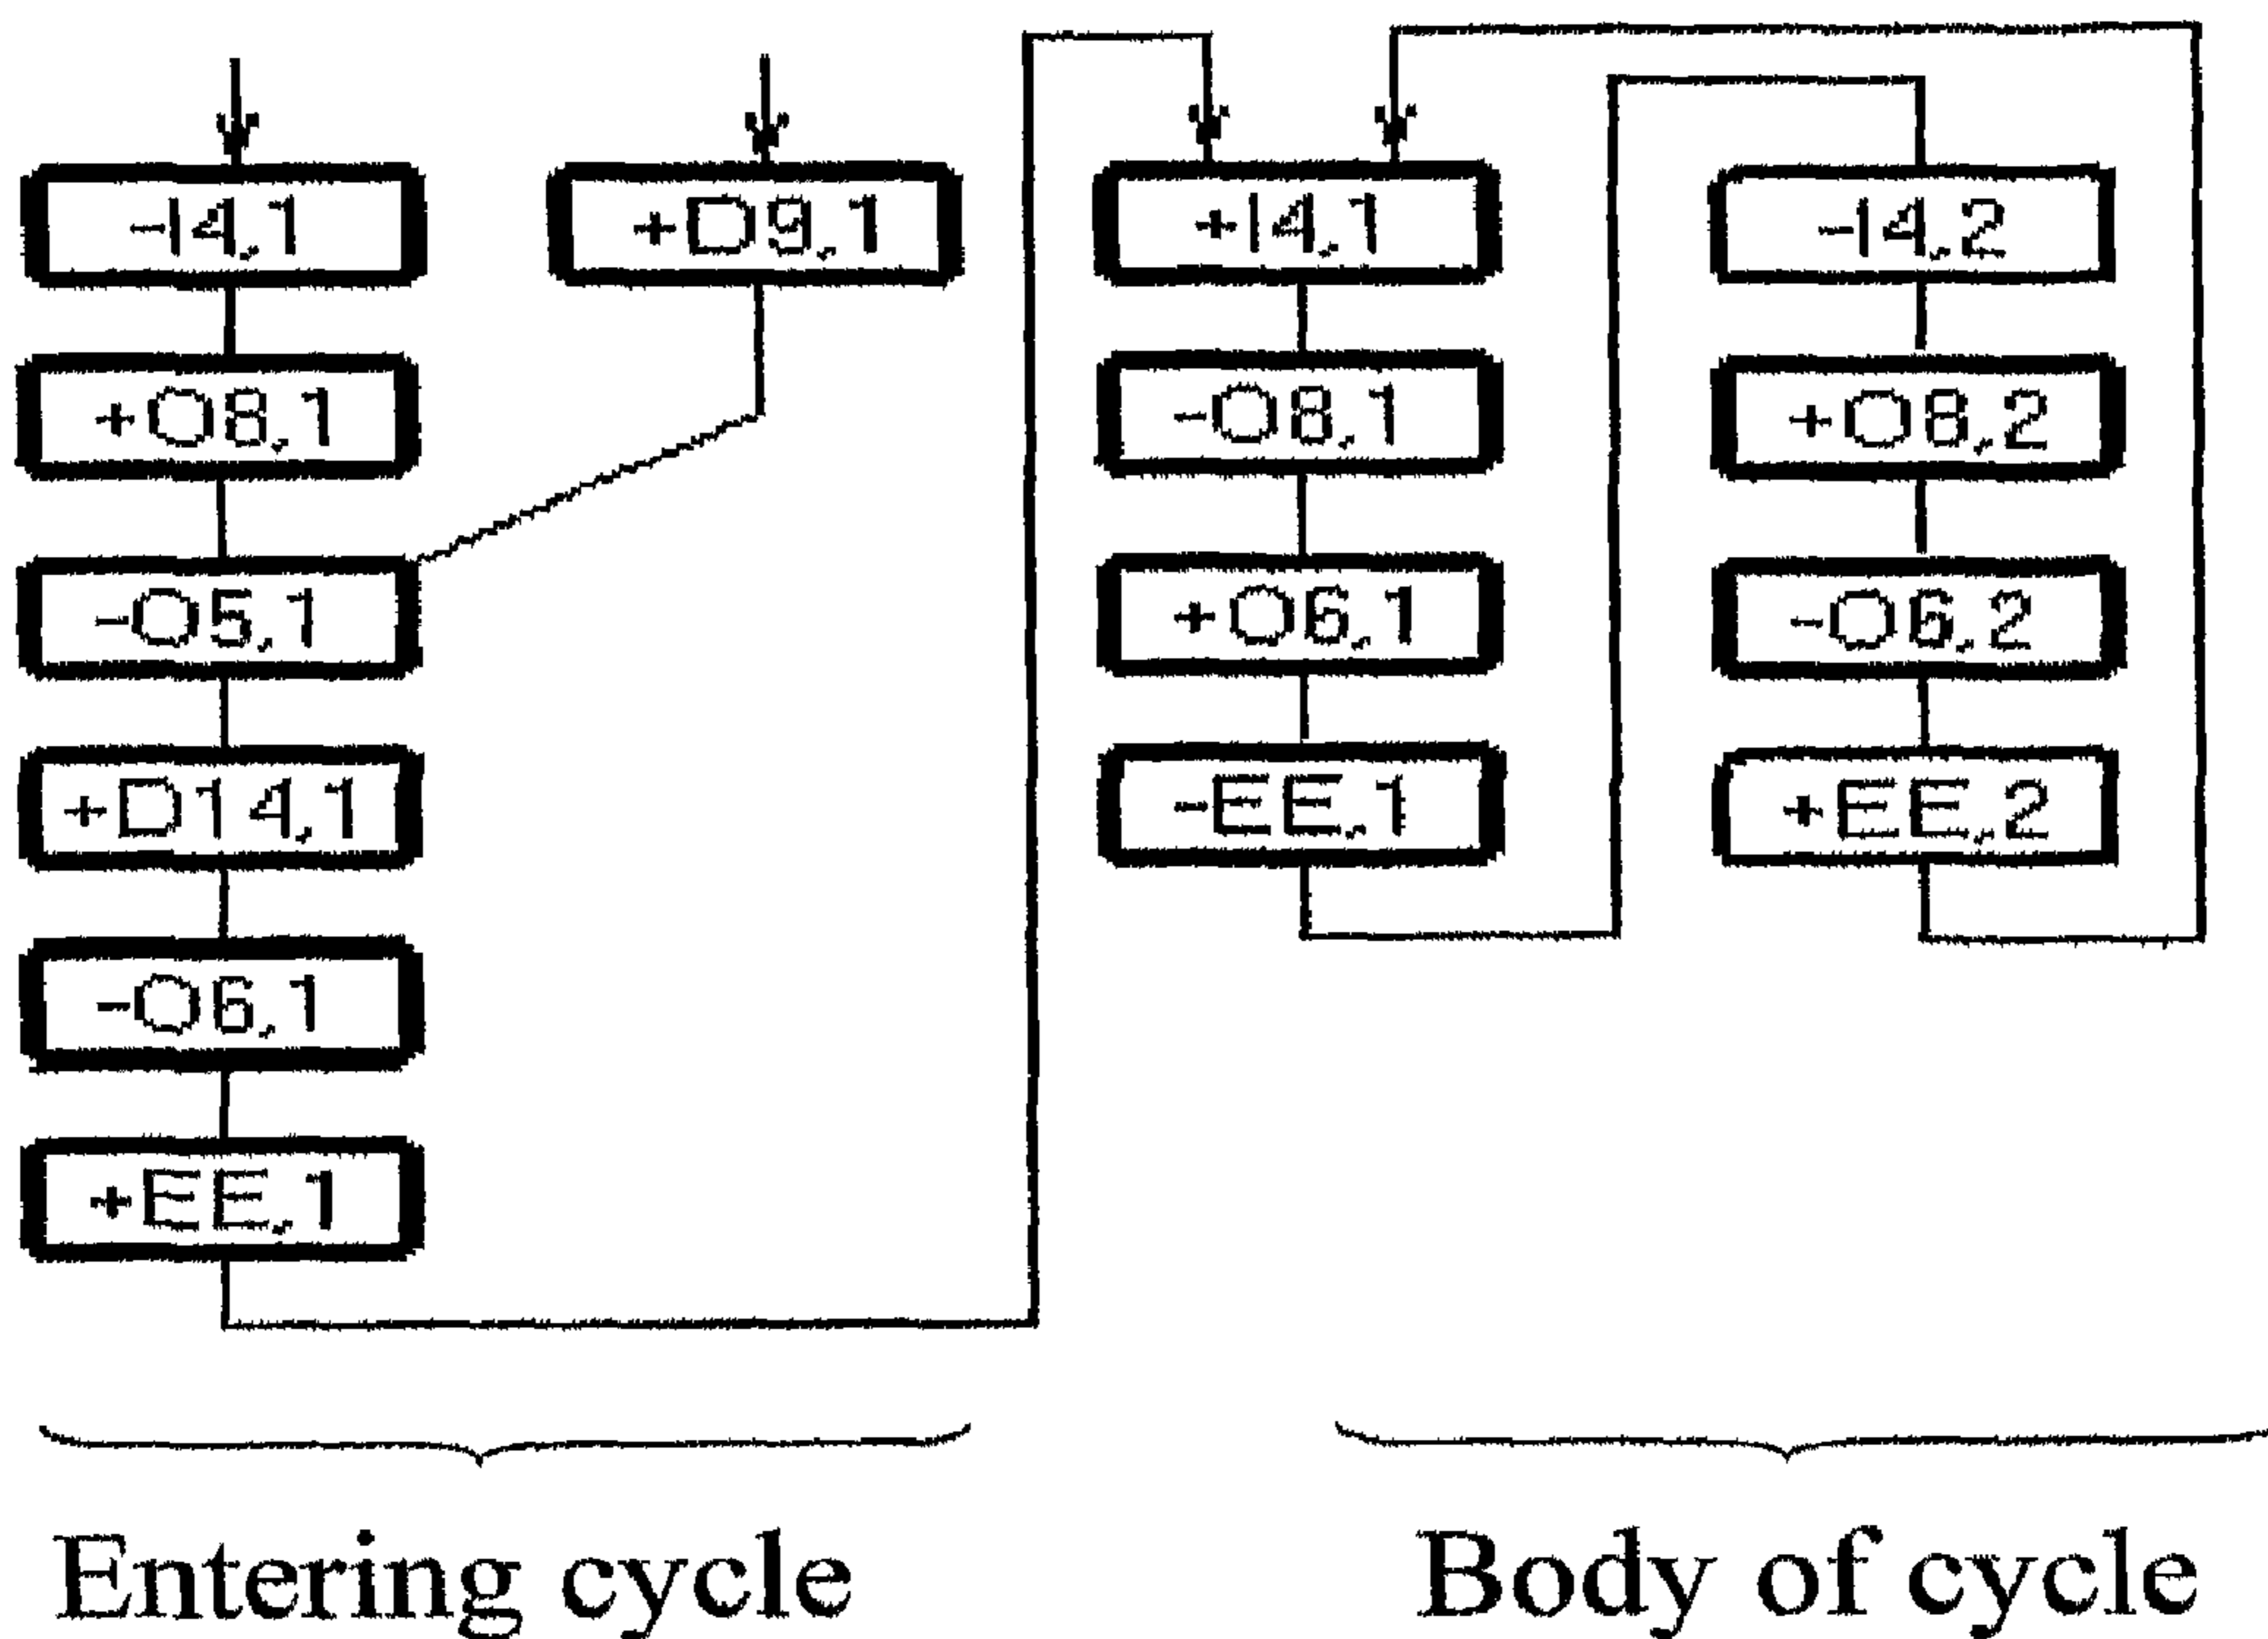 -I4,1
+O8,1
-O5,1
+D14,1
-O6,1
+EE,1
+D9,1
+I4,1
-O8,1
+O6,1
-EE,1
-I4,2
+O8,2
-O6,2
+EE,2
Entering cycle
Body of cycle